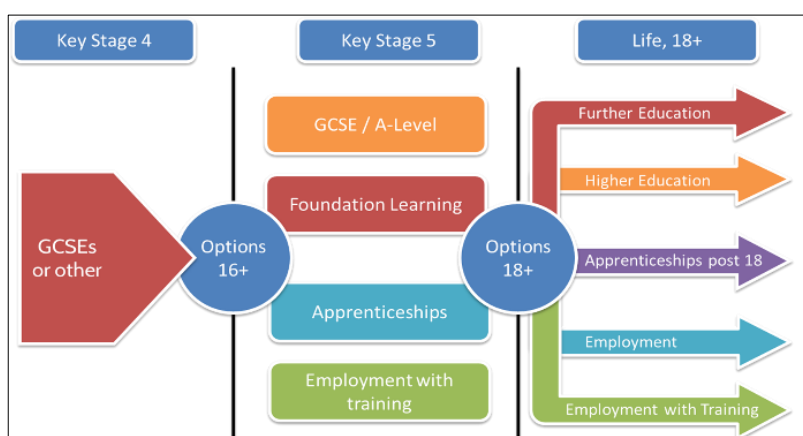 Key Stage 4
Key Stage 5
Life, 18+
GCSEs
or other
Options
16+
GCSE / A-Level
Foundation Learning
Apprenticeships
Employment with
training
Options
18+
Further Education
Higher Education
Apprenticeships post 18
Employment
Employment with Training